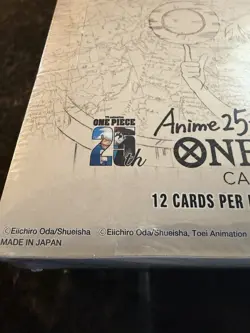 ONE PIECE
25th
Anime 25
ONE
CA
12 CARDS PER
©Eiichiro Oda/Shueisha ©Eiichiro Oda/Shueisha, Toei Animation
MADE IN JAPAN